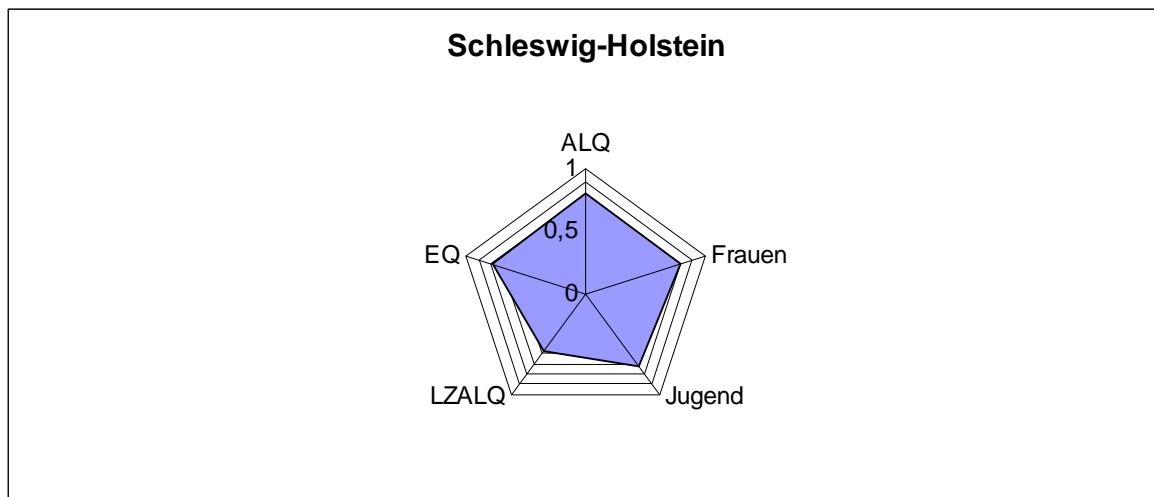 Schleswig-Holstein
ALQ
1
0,5
0
EQ
Frauen
LZALQ
Jugend